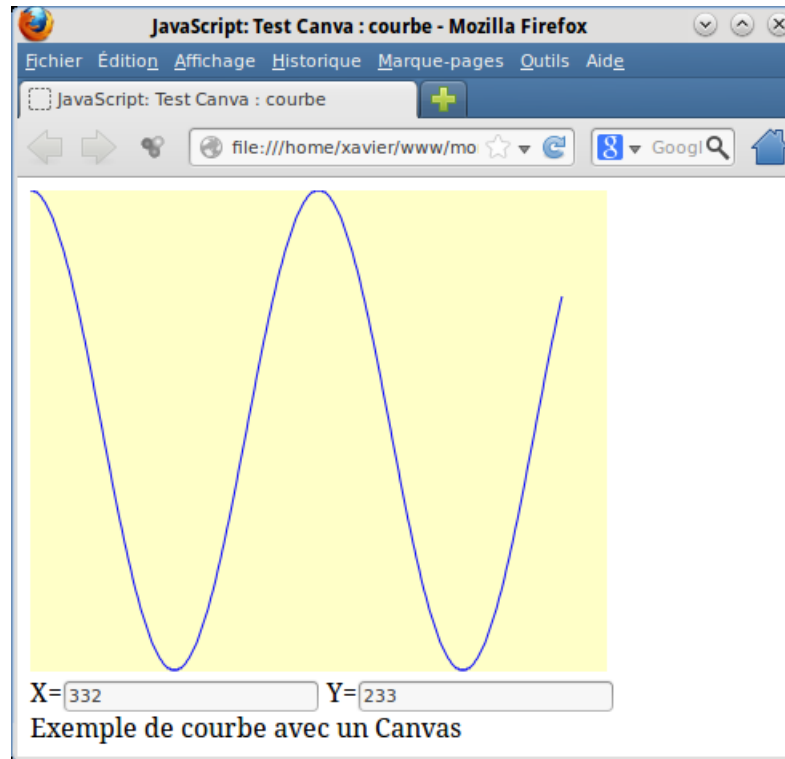 JavaScript: Test Canva : courbe - Mozilla Firefox
Fichier Édition Affichage Historique Marque-pages Outils Aide
JavaScript: Test Canva : courbe
file:///home/xavier/www/mo 8 Googl
X=332 Y=233
Exemple de courbe avec un Canvas